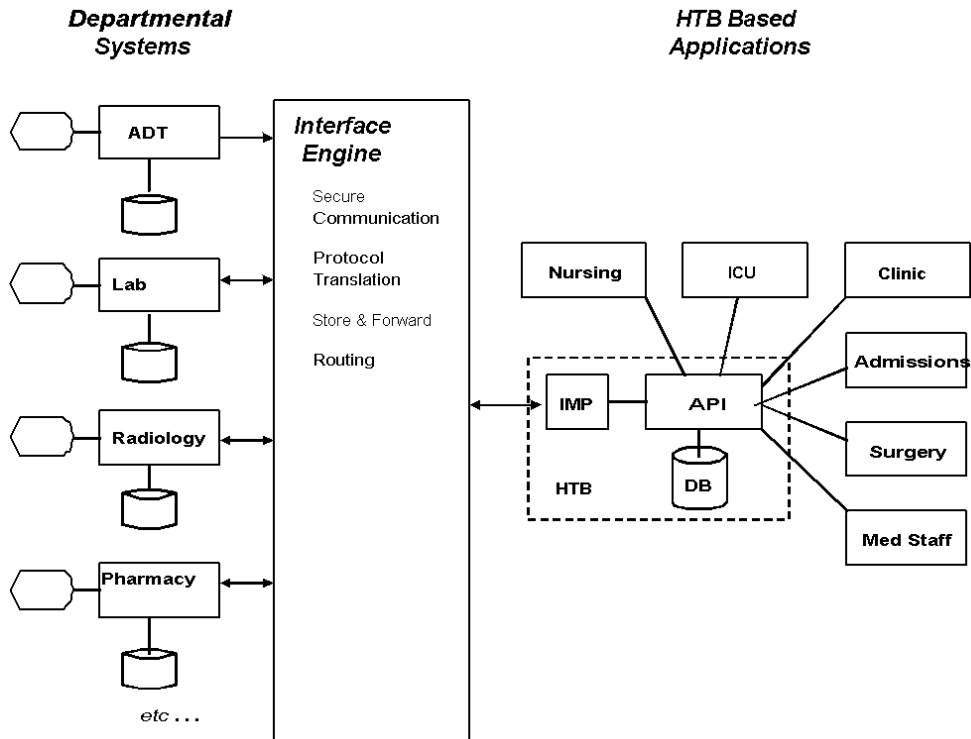 Departmental
Systems
HTB Based
Applications
ADT
Interface
Engine
Secure
Communication
Protocol
Translation
Store & Forward
Routing
Lab
Radiology
Pharmacy
etc ...
Nursing
ICU
Clinic
Admissions
Surgery
Med Staff
IMP
API
HTB
DB